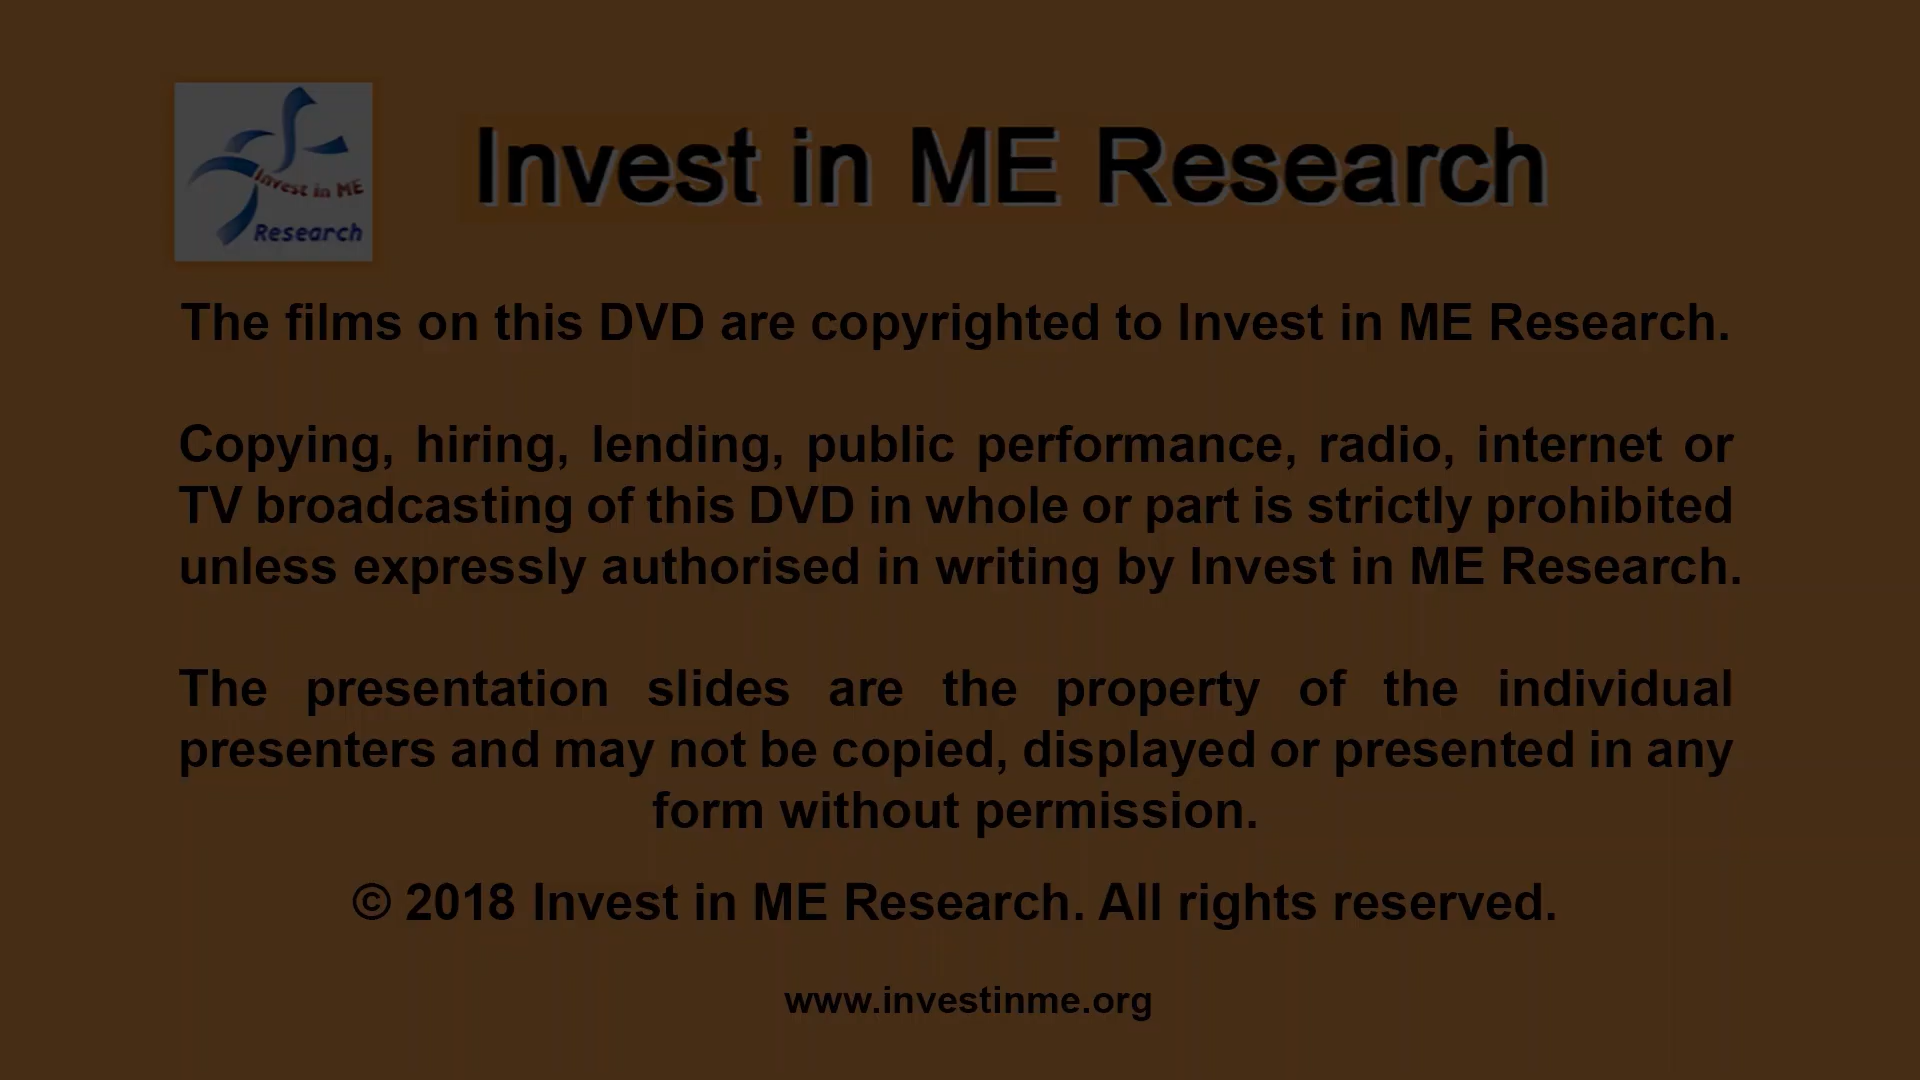 Invest in ME
Research
Invest in ME Research
The films on this DVD are copyrighted to Invest in ME Research.
Copying, hiring, lending, public performance, radio, internet or
TV broadcasting of this DVD in whole or part is strictly prohibited
unless expressly authorised in writing by Invest in ME Research.
The presentation slides are the property of the individual
presenters and may not be copied, displayed or presented in any
form without permission.
© 2018 Invest in ME Research. All rights reserved.
www.investinme.org